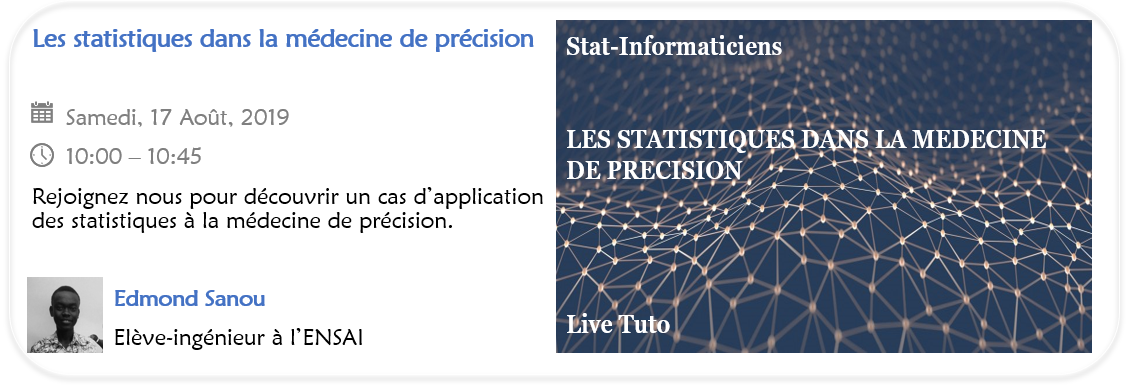 Les statistiques dans la médecine de précision
Samedi, 17 Août, 2019
10:00 – 10:45
Rejoignez nous pour découvrir un cas d’application
des statistiques à la médecine de précision.
Edmond Sanou
Elève-ingénieur à l’ENSAI
Stat-Informaticiens
LES STATISTIQUES DANS LA MEDECINE
DE PRECISION
Live Tuto